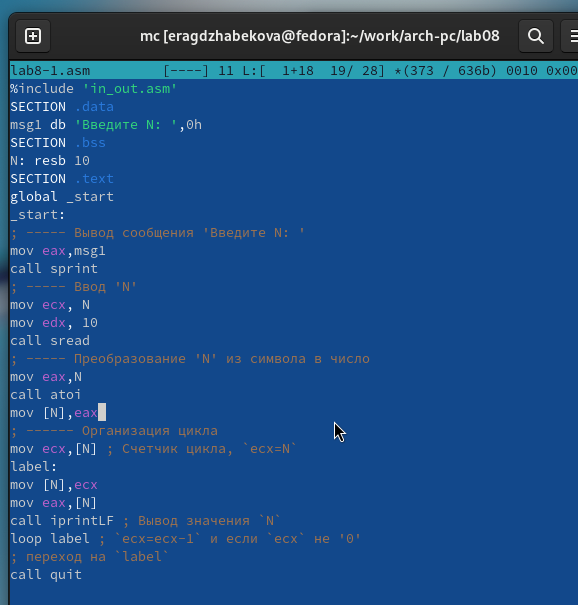 mc [eragdzhabekova@fedora]:~/work/arch-pc/lab08
lab8-1.asm [----] 11 L:[ 1+18 19/ 28] *(373 / 636b) 0010 0x00
%include 'in_out.asm'
SECTION .data
msg1 db 'Введите N: ',0h
SECTION .bss
N: resb 10
SECTION .text
global _start
_start:
; ----- Вывод сообщения 'Введите N: '
mov eax,msg1
call sprint
; ----- Ввод 'N'
mov ecx, N
mov edx, 10
call sread
; ----- Преобразование 'N' из символа в число
mov eax,N
call atoi
mov [N],eax
; ------ Организация цикла
mov ecx,[N] ; Счетчик цикла, `ecx=N`
label:
mov [N],ecx
mov eax,[N]
call iprintLF ; Вывод значения `N`
loop label ; `ecx=ecx-1` и если `ecx` не '0'
; переход на `label`
call quit